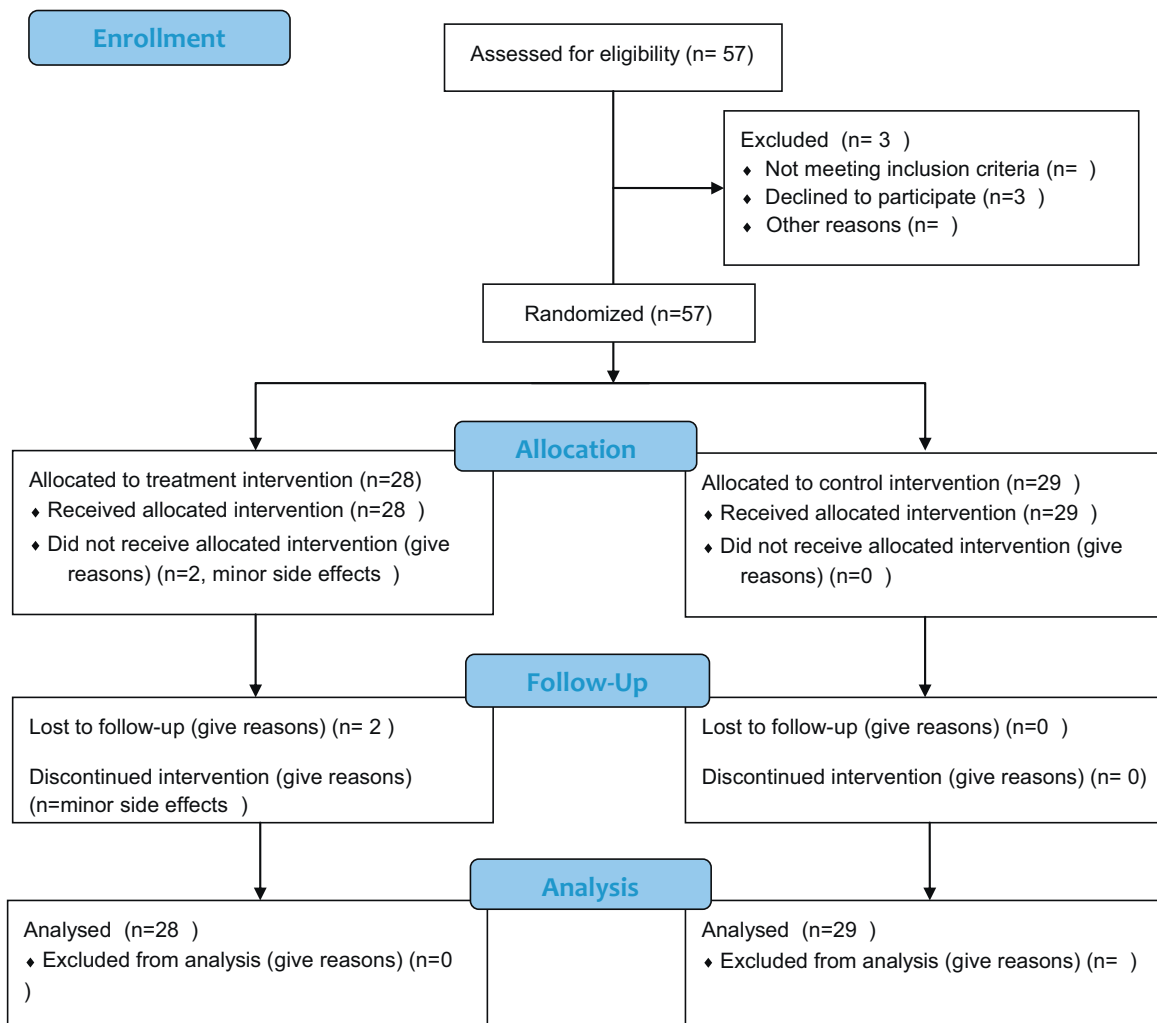 Enrollment
Assessed for eligibility (n= 57)
Excluded (n= 3 )
♦ Not meeting inclusion criteria (n= )
♦ Declined to participate (n=3 )
♦ Other reasons (n= )
Randomized (n=57)
Allocation
Allocated to treatment intervention (n=28)
♦ Received allocated intervention (n=28 )
♦ Did not receive allocated intervention (give
reasons) (n=2, minor side effects )
Allocated to control intervention (n=29 )
♦ Received allocated intervention (n=29 )
♦ Did not receive allocated intervention (give
reasons) (n=0 )
Follow-Up
Lost to follow-up (give reasons) (n= 2 )
Discontinued intervention (give reasons)
(n=minor side effects )
Lost to follow-up (give reasons) (n=0 )
Discontinued intervention (give reasons) (n= 0)
Analysis
Analysed (n=28 )
♦ Excluded from analysis (give reasons) (n=0
)
Analysed (n=29 )
♦ Excluded from analysis (give reasons) (n= )